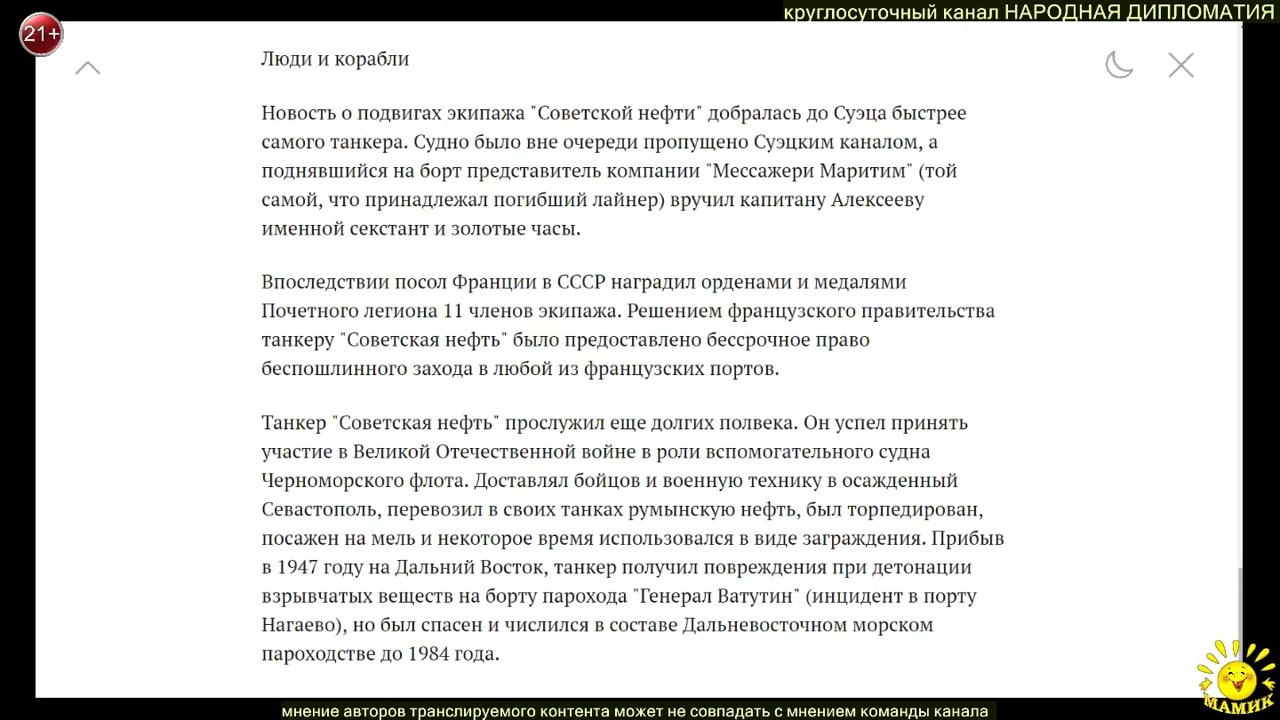 круглосуточный канал НАРОДНАЯ ДИПЛОМАТИЯ
21+
Люди и корабли
Новость о подвигах экипажа "Советской нефти" добралась до Суэца быстрее
самого танкера. Судно было вне очереди пропущено Суэцким каналом, а
поднявшийся на борт представитель компании "Мессажери Маритим" (той
самой, что принадлежал погибший лайнер) вручил капитану Алексееву
именной секстант и золотые часы.
Впоследствии посол Франции в СССР наградил орденами и медалями
Почетного легиона 11 членов экипажа. Решением французского правительства
танкеру "Советская нефть" было предоставлено бессрочное право
беспошлинного захода в любой из французских портов.
Танкер "Советская нефть" прослужил еще долгих полвека. Он успел принять
участие в Великой Отечественной войне в роли вспомогательного судна
Черноморского флота. Доставлял бойцов и военную технику в осажденный
Севастополь, перевозил в своих танках румынскую нефть, был торпедирован,
посажен на мель и некоторое время использовался в виде заграждения. Прибыв
в 1947 году на Дальний Восток, танкер получил повреждения при детонации
взрывчатых веществ на борту парохода "Генерал Ватутин" (инцидент в порту
Нагаево), но был спасен и числился в составе Дальневосточном морском
пароходстве до 1984 года.
МАМИК
мнение авторов транслируемого контента может не совпадать с мнением команды канала